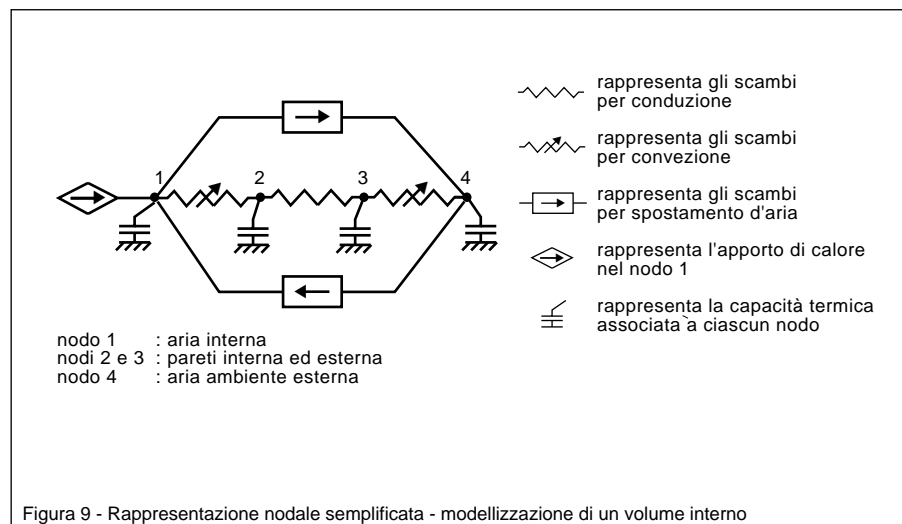 rappresenta gli scambi
per conduzione
rappresenta gli scambi
per convezione
rappresenta gli scambi
per spostamento d'aria
rappresenta l'apporto di calore
nel nodo 1
rappresenta la capacità termica
associata a ciascun nodo
1
2
3
4
nodo 1 : aria interna
nodi 2 e 3 : pareti interna ed esterna
nodo 4 : aria ambiente esterna
Figura 9 - Rappresentazione nodale semplificata - modellizzazione di un volume interno